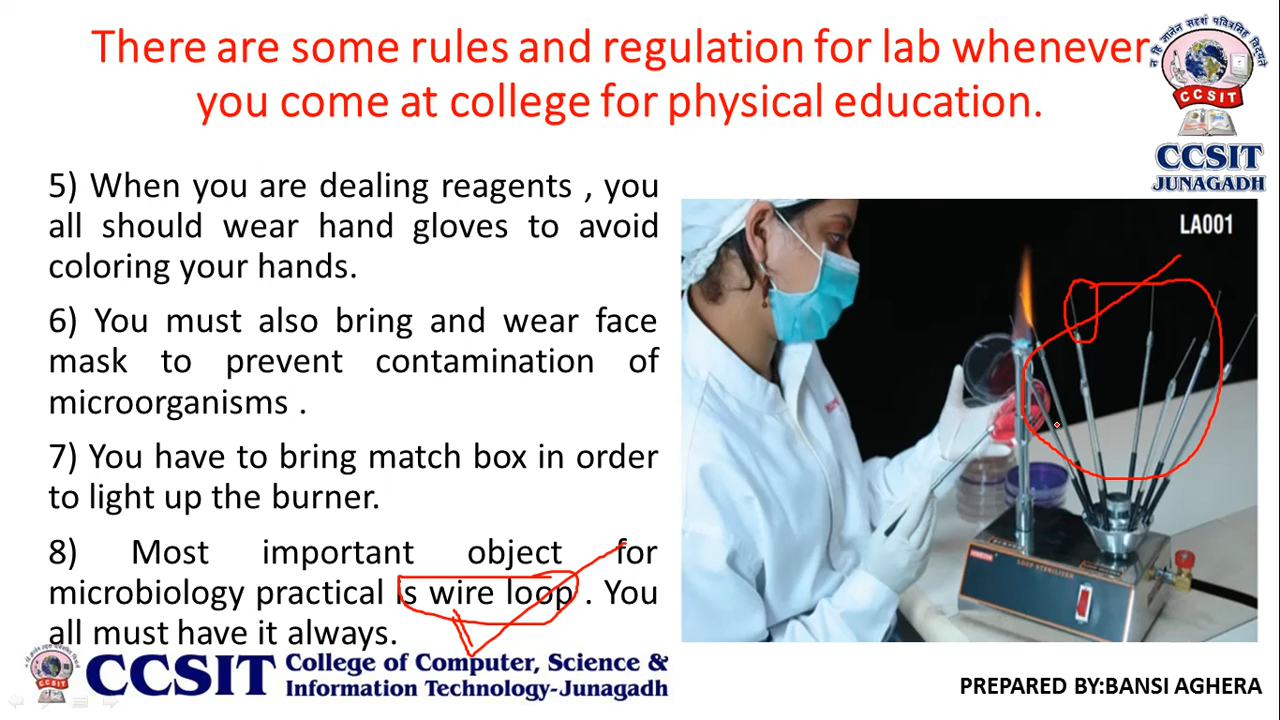 There are some rules and regulation for lab whenever
you come at college for physical education.
CCSIT
CCSIT
JUNAGADH
5) When you are dealing reagents , you
all should wear hand gloves to avoid
coloring your hands.
6) You must also bring and wear face
mask to prevent contamination of
microorganisms .
7) You have to bring match box in order
to light up the burner.
8) Most important object for
microbiology practical is wire loop . You
all must have it always.
LA001
LOOP STERILIZER
CCSIT College of Computer, Science &
Information Technology-Junagadh
PREPARED BY:BANSI AGHERA